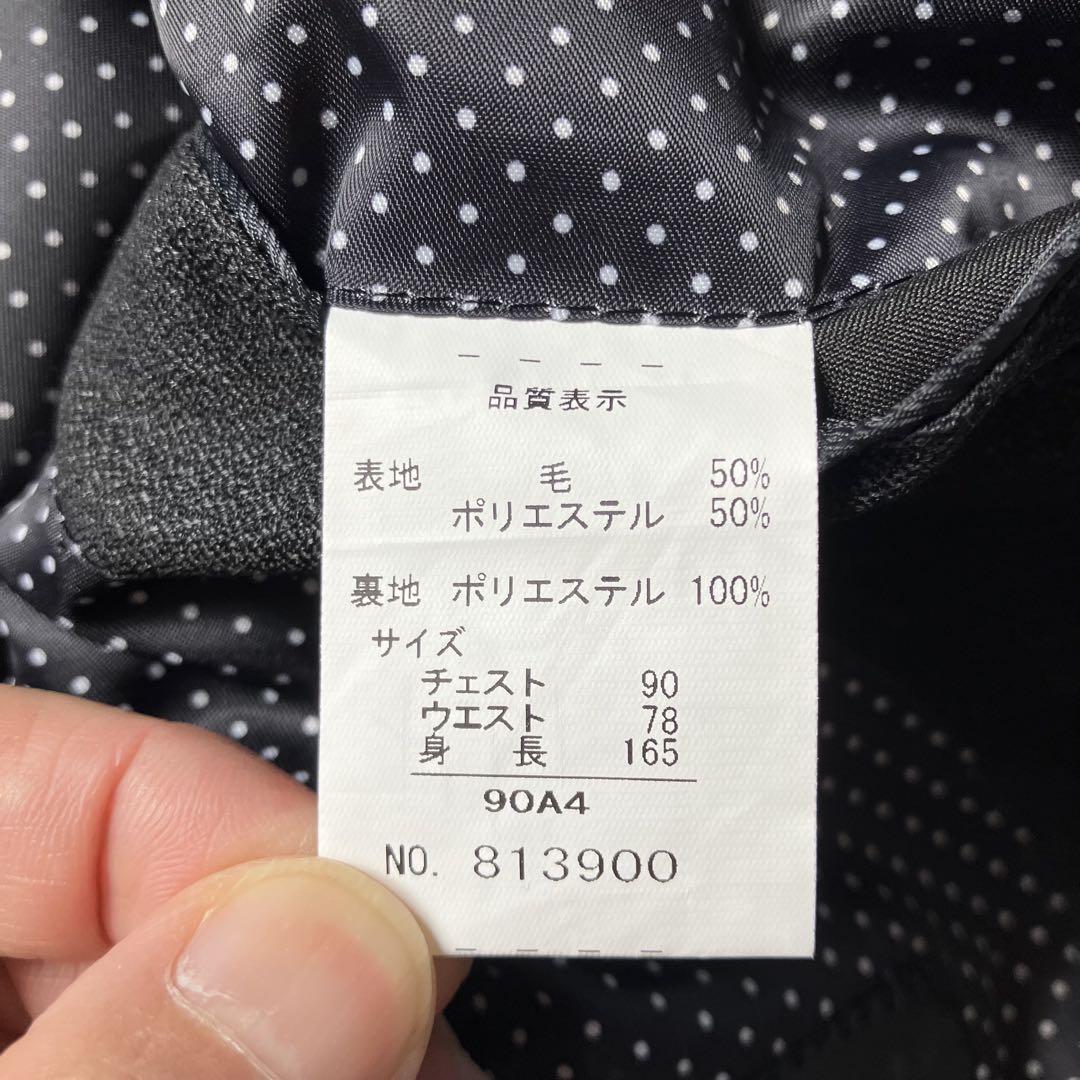 品質表示
表地 毛 50%
ポリエステル 50%
裏地 ポリエステル 100%
サイズ
チェスト 90
ウエスト 78
身 長 165
90A4
NO. 813900